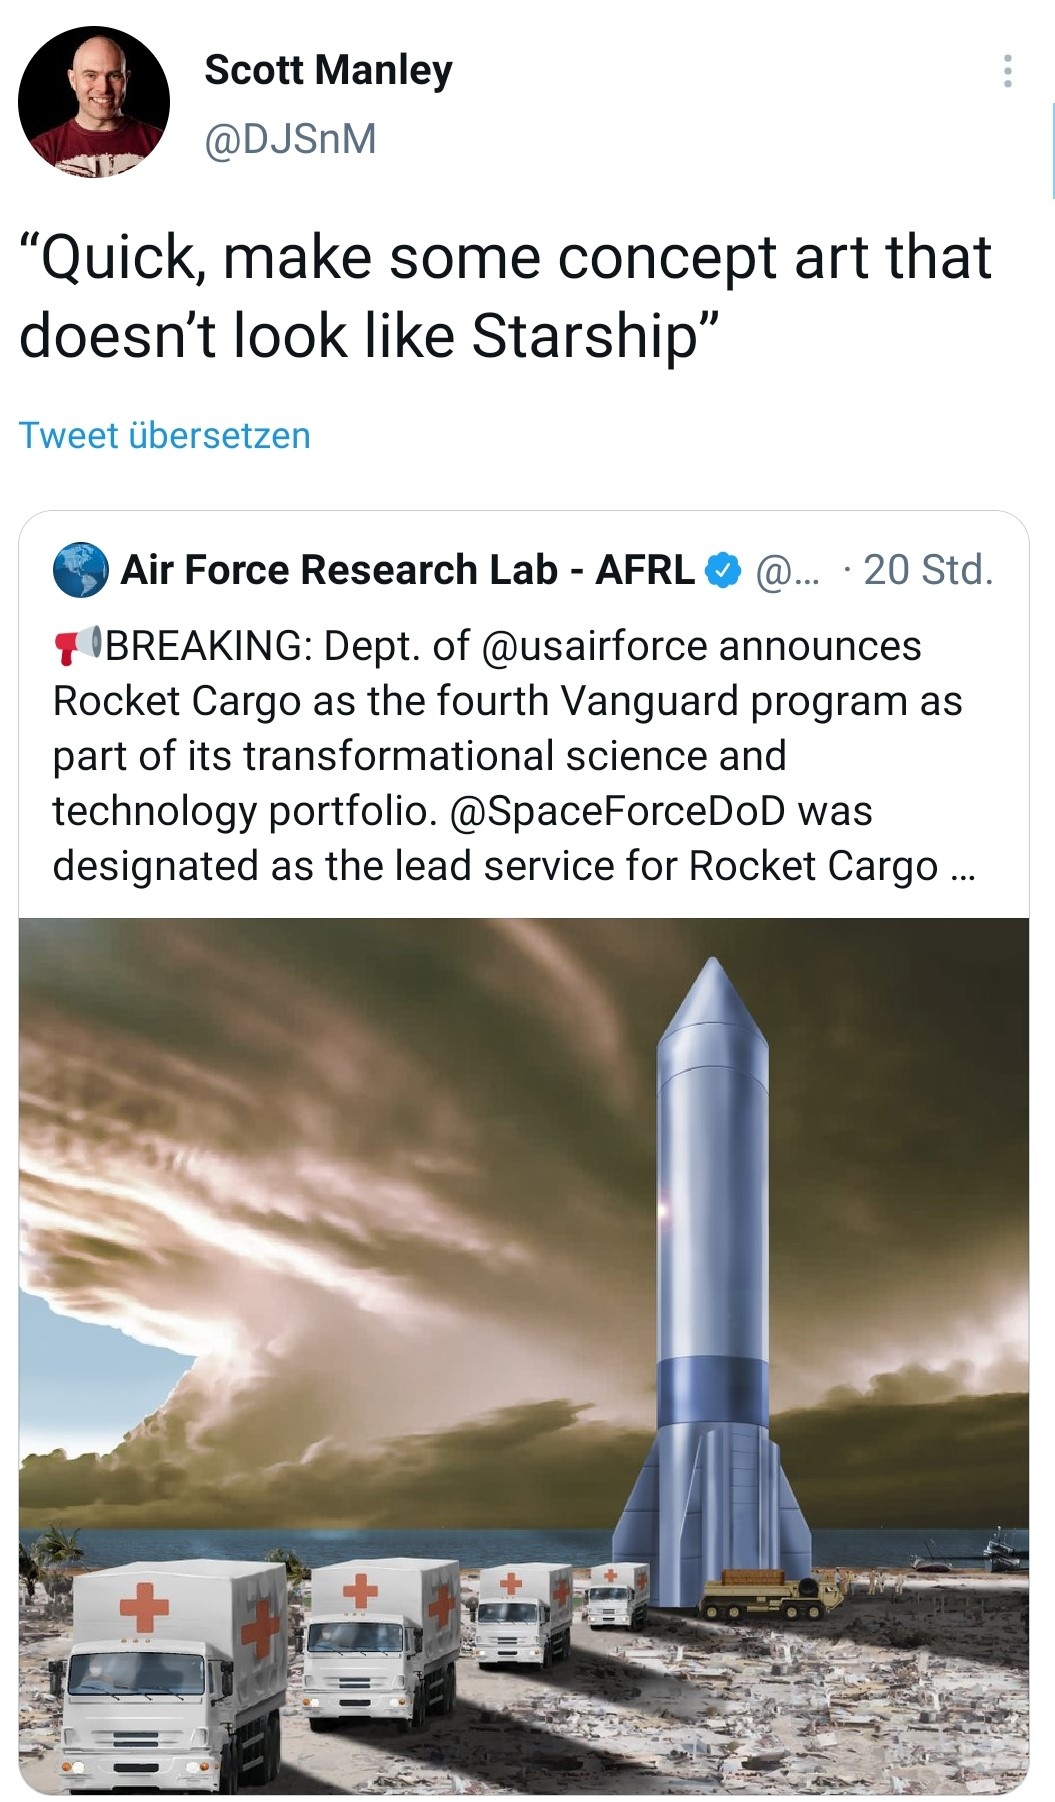 Scott Manley
@DJSnM
“Quick, make some concept art that
doesn’t look like Starship”
Tweet übersetzen
Air Force Research Lab - AFRL @... · 20 Std.
📢BREAKING: Dept. of @usairforce announces
Rocket Cargo as the fourth Vanguard program as
part of its transformational science and
technology portfolio. @SpaceForceDoD was
designated as the lead service for Rocket Cargo ...